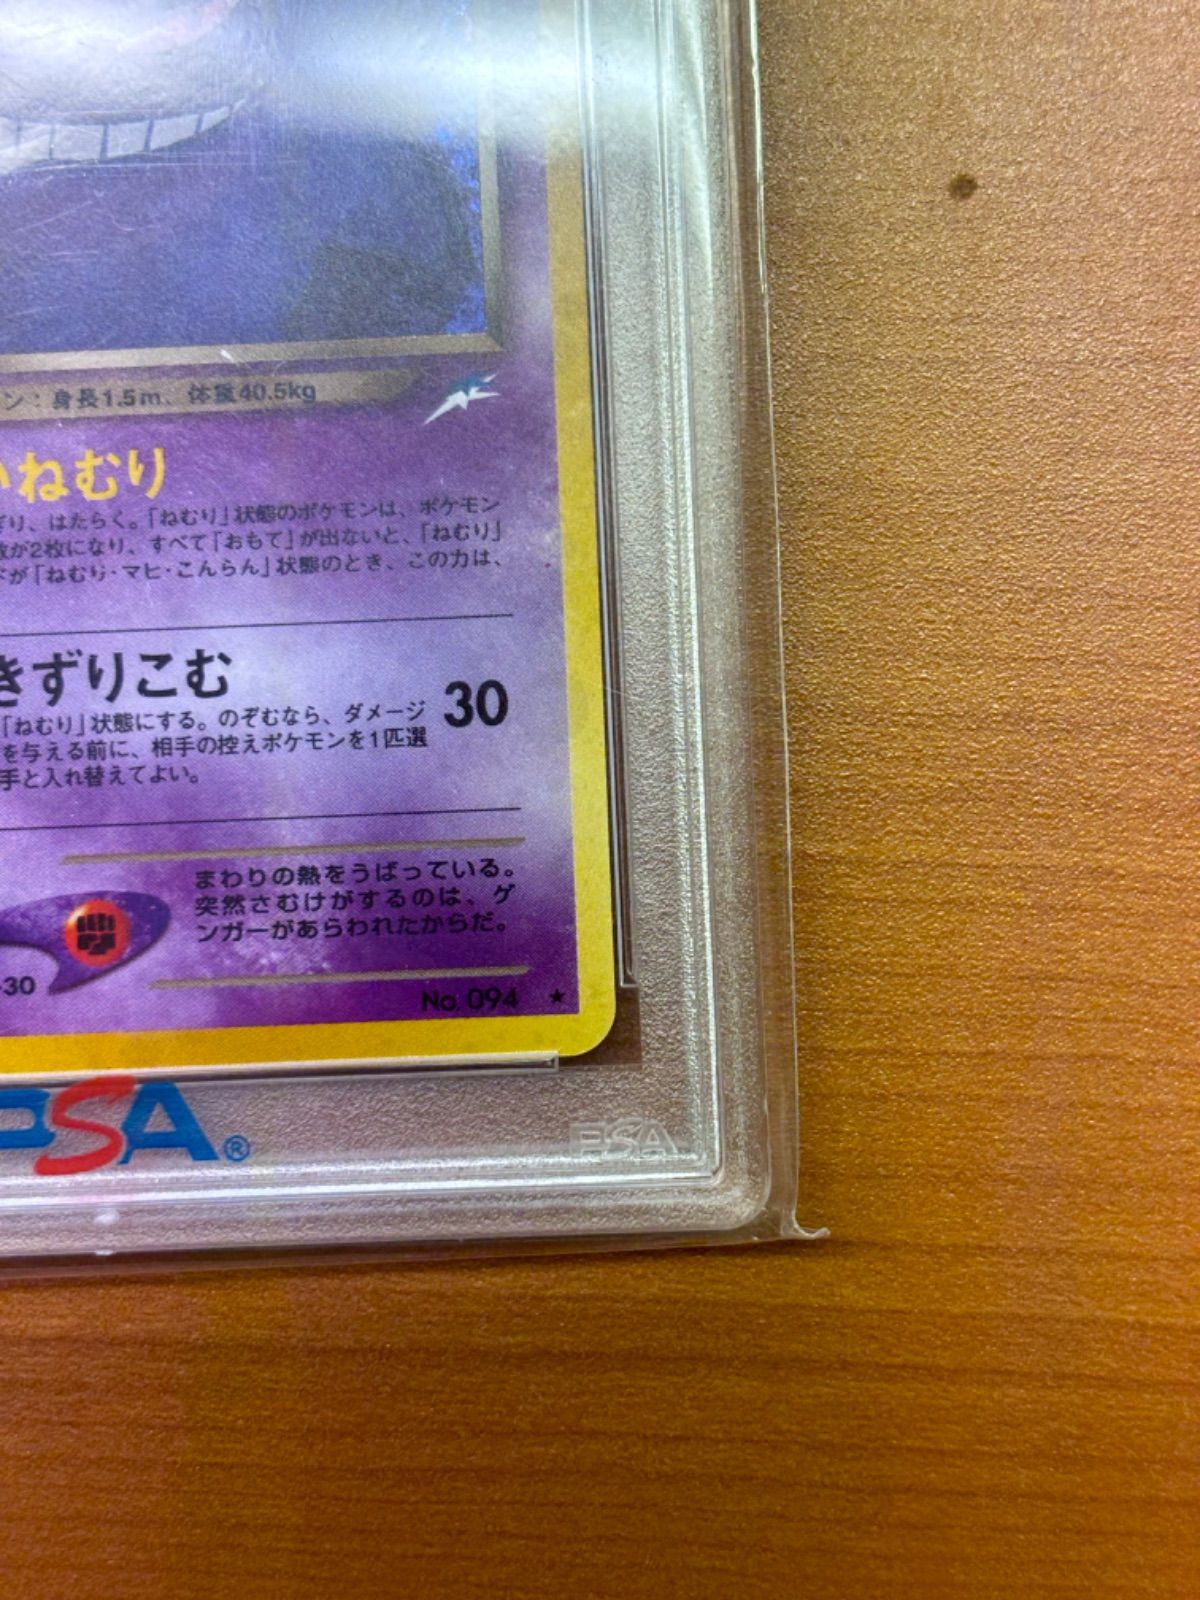 ン：身長1.5m、体重40.5kg
いねむり
ぎり、はたらく。「ねむり」状態のポケモンは、ポケモン
数が2枚になり、すべて「おもて」が出ないと、「ねむり」
ドが「ねむり・マヒ・こんらん」状態のとき、この力は、
きずりこむ 30
「ねむり」状態にする。のぞむなら、ダメージ
を与える前に、相手の控えポケモンを1匹選
手と入れ替えてよい。
まわりの熱をうばっている。
突然さむけがするのは、ゲ
ンガーがあらわれたからだ。
-30
No. 094 ★
PSA®
PSA